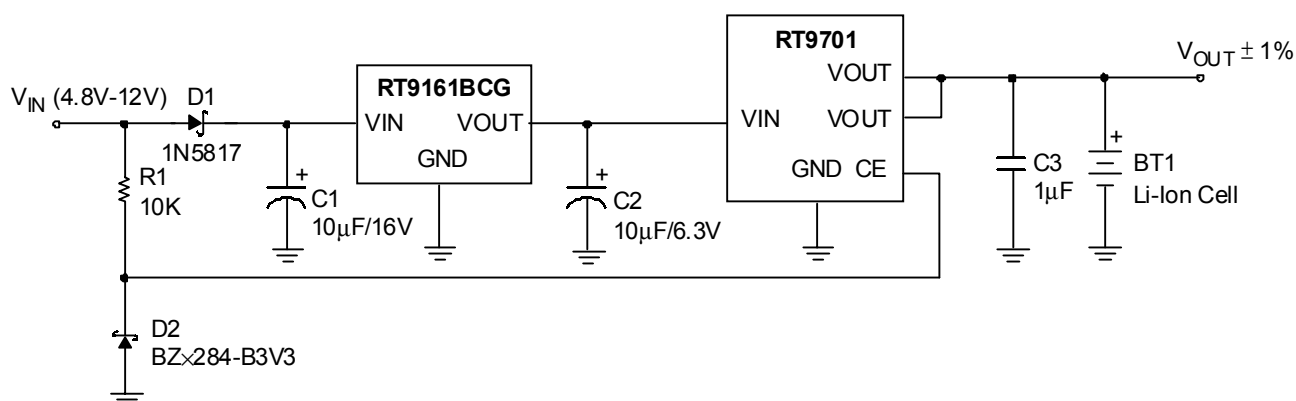 RT9701
VOUT
VOUT ± 1%
RT9161BCG
VIN (4.8V-12V)
D1
VIN
VOUT
VIN
VOUT
1N5817
GND
GND
CE
R1
10K
C1
10µF/16V
C2
10µF/6.3V
C3
1µF
BT1
Li-Ion Cell
+
+
+
D2
BZx284-B3V3